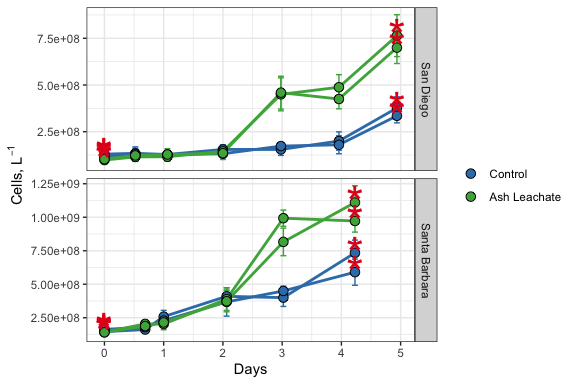 7.5e+08
5.0e+08
2.5e+08
San Diego
1.25e+09
1.00e+09
7.50e+08
5.00e+08
2.50e+08
Santa Barbara
Cells, L⁻¹
0 1 2 3 4 5
Days
Control
Ash Leachate